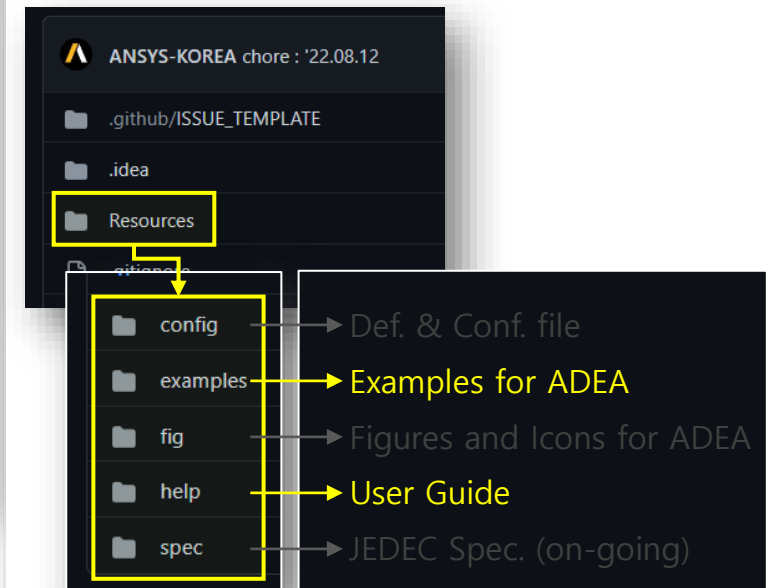 ANSYS-KOREA chore : '22.08.12
.github/ISSUE_TEMPLATE
.idea
Resources
.gitignore
config Def. & Conf. file
examples Examples for ADEA
fig Figures and Icons for ADEA
help User Guide
spec JEDEC Spec. (on-going)